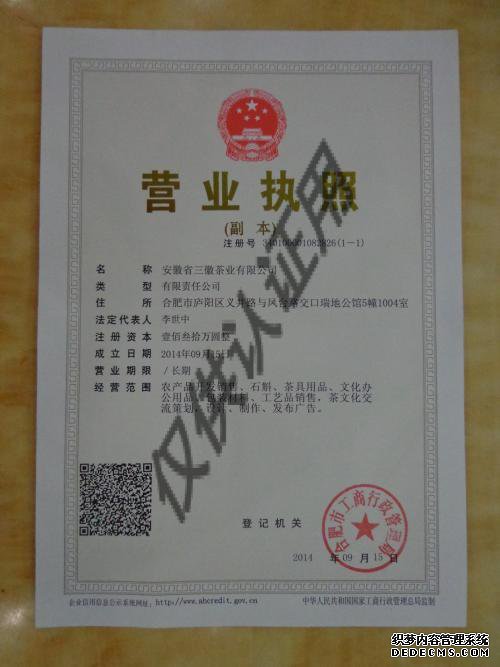 营业执照
(副 本)
注册号 340100001082826(1-1)
名 称 安徽省三徽茶业有限公司
类 型 有限责任公司
住 所 合肥市庐阳区义井路与凤台路交口瑞地公馆5幢1004室
法定代表人 李世中
注册资本 壹佰叁拾万圆整
成立日期 2014年09月15日
营业期限 /长期
经营范围 农产品开发销售、石斛、茶具用品、文化办
公用品、包装材料、工艺品销售，茶文化交
流策划，设计、制作、发布广告。
仅供认证用
登记机关
合肥市工商行政管理局
2014 年 09 月 15 日
企业信用信息公示系统网址: http://www.ahcredit.gov.cn
中华人民共和国国家工商行政管理总局监制
织梦内容管理系统
DEDECMS.COM